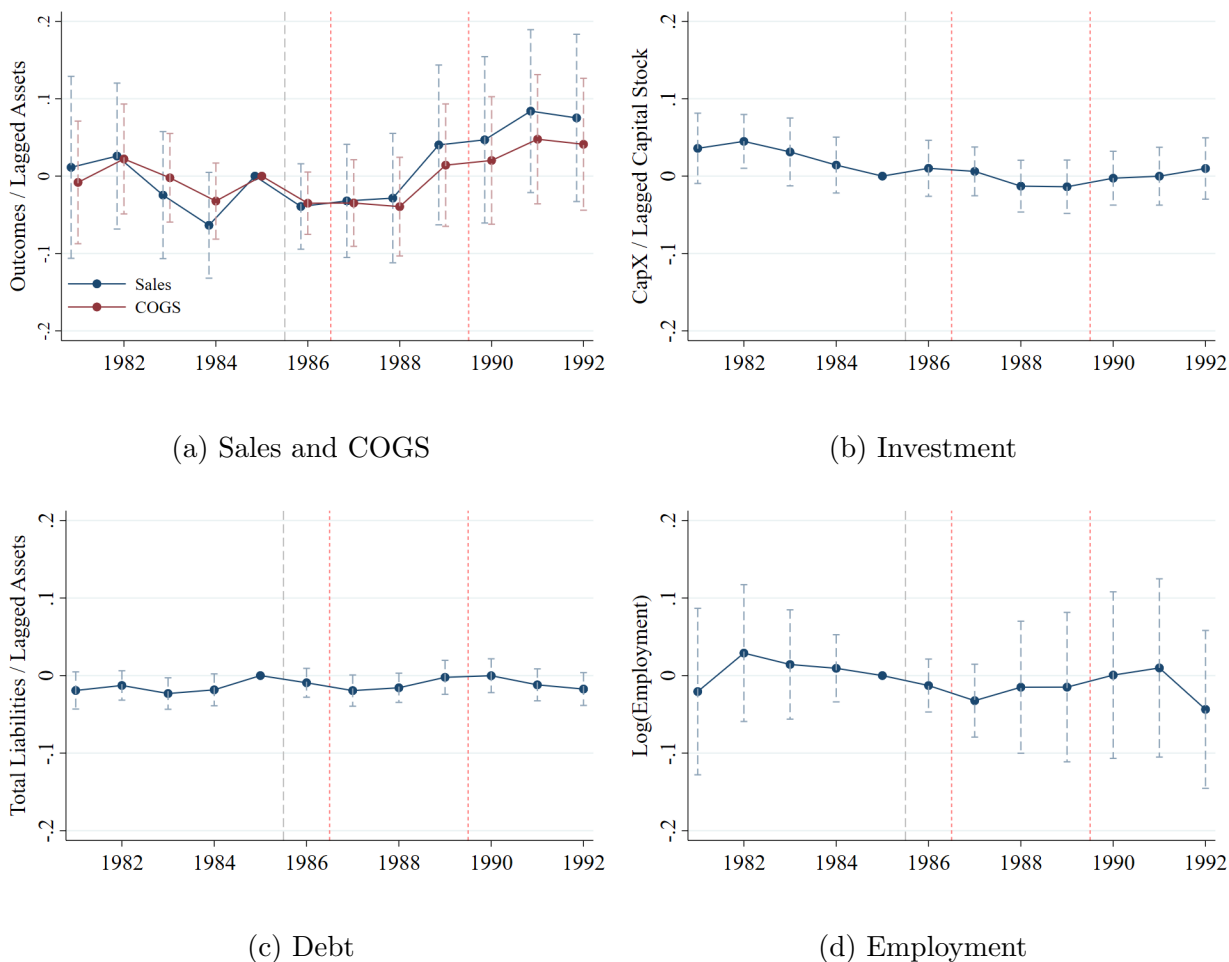 Outcomes / Lagged Assets
.2
.1
0
-.1
-.2
Sales
COGS
1982 1984 1986 1988 1990 1992
(a) Sales and COGS
CapX / Lagged Capital Stock
.2
.1
0
-.1
-.2
1982 1984 1986 1988 1990 1992
(b) Investment
Total Liabilities / Lagged Assets
.2
.1
0
-.1
-.2
1982 1984 1986 1988 1990 1992
(c) Debt
Log(Employment)
.2
.1
0
-.1
-.2
1982 1984 1986 1988 1990 1992
(d) Employment